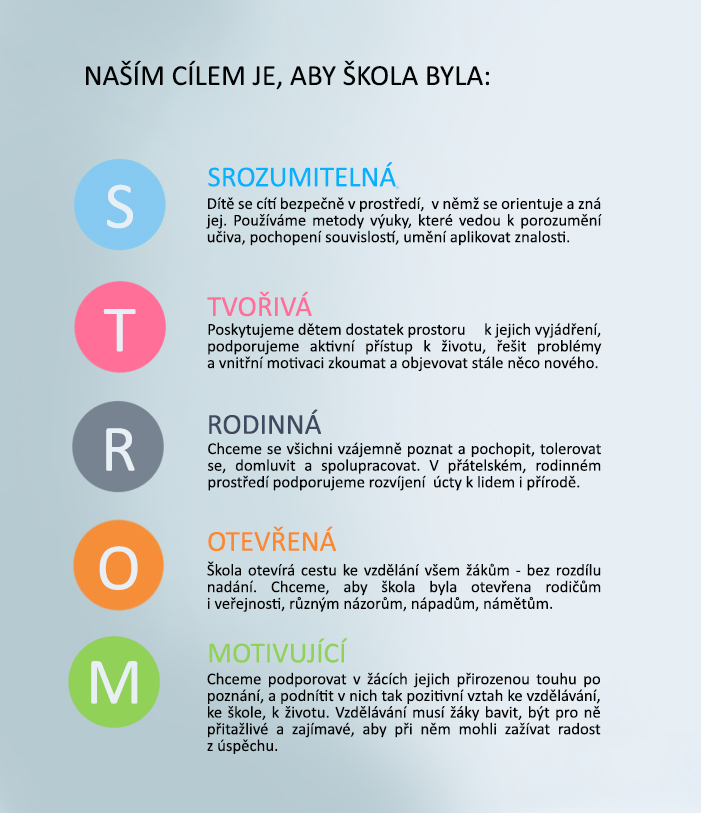 NAŠÍM CÍLEM JE, ABY ŠKOLA BYLA:
S
SROZUMITELNÁ
Dítě se cítí bezpečně v prostředí, v němž se orientuje a zná
jej. Používáme metody výuky, které vedou k porozumění
učiva, pochopení souvislostí, umění aplikovat znalosti.
T
TVOŘIVÁ
Poskytujeme dětem dostatek prostoru k jejich vyjádření,
podporujeme aktivní přístup k životu, řešit problémy
a vnitřní motivaci zkoumat a objevovat stále něco nového.
R
RODINNÁ
Chceme se všichni vzájemně poznat a pochopit, tolerovat
se, domluvit a spolupracovat. V přátelském, rodinném
prostředí podporujeme rozvíjení úcty k lidem i přírodě.
O
OTEVŘENÁ
Škola otevírá cestu ke vzdělání všem žákům - bez rozdílu
nadání. Chceme, aby škola byla otevřena rodičům
i veřejnosti, různým názorům, nápadům, námětům.
M
MOTIVUJÍCÍ
Chceme podporovat v žácích jejich přirozenou touhu po
poznání, a podnítit v nich tak pozitivní vztah ke vzdělávání,
ke škole, k životu. Vzdělávání musí žáky bavit, být pro ně
přitažlivé a zajímavé, aby při něm mohli zažívat radost
z úspěchu.